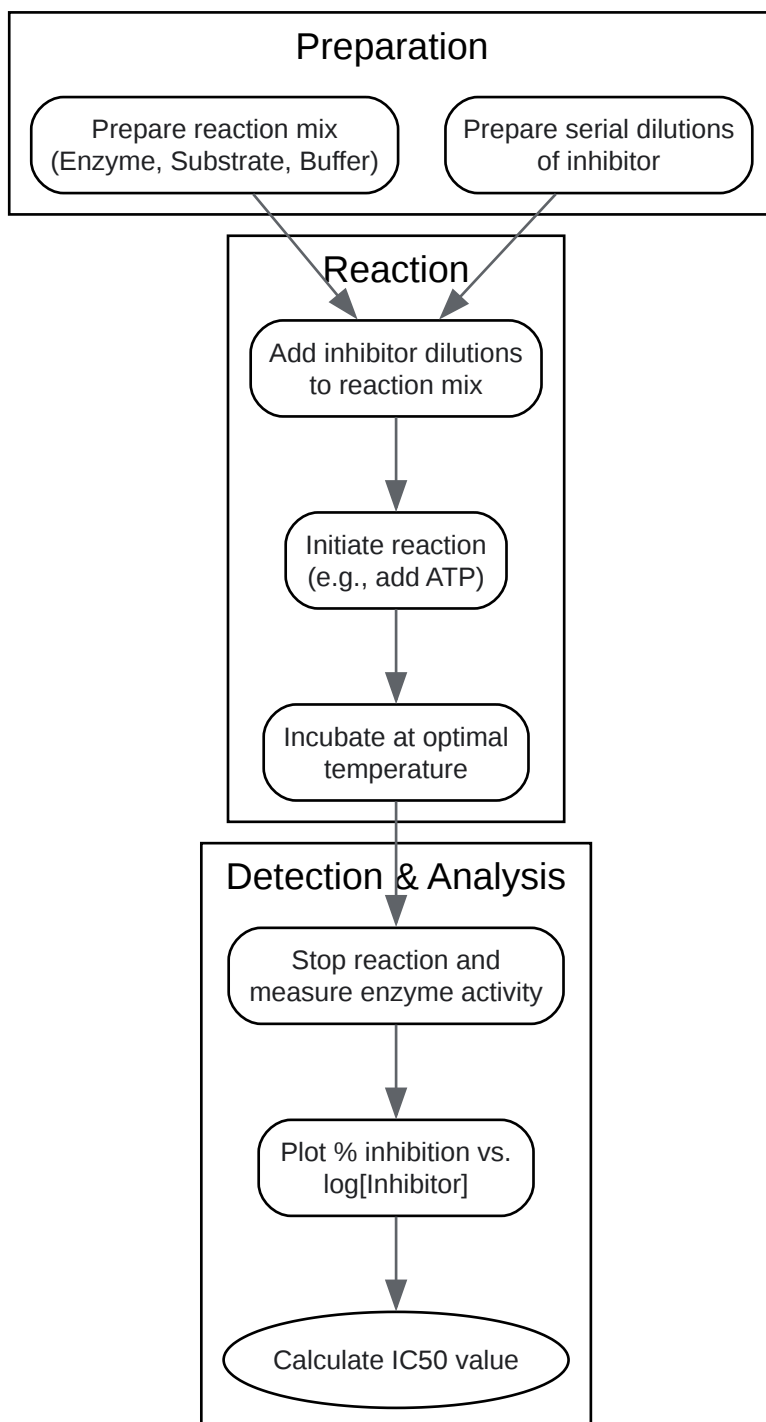 Preparation
Prepare reaction mix
(Enzyme, Substrate, Buffer)
Prepare serial dilutions
of inhibitor
Reaction
Add inhibitor dilutions
to reaction mix
Initiate reaction
(e.g., add ATP)
Incubate at optimal
temperature
Detection & Analysis
Stop reaction and
measure enzyme activity
Plot % inhibition vs.
log[Inhibitor]
Calculate IC50 value